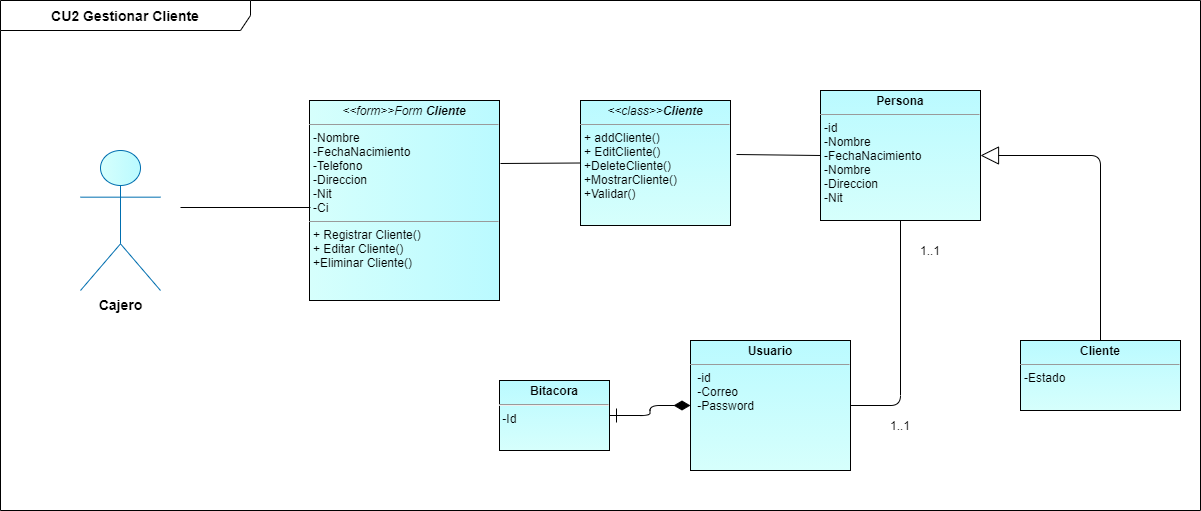 CU2 Gestionar Cliente
Cajero
<<form>>Form Cliente
-Nombre
-FechaNacimiento
-Telefono
-Direccion
-Nit
-Ci
+ Registrar Cliente()
+ Editar Cliente()
+Eliminar Cliente()
<<class>>Cliente
+ addCliente()
+ EditCliente()
+DeleteCliente()
+MostrarCliente()
+Validar()
Persona
-id
-Nombre
-FechaNacimiento
-Nombre
-Direccion
-Nit
1..1
Bitacora
-Id
Usuario
-id
-Correo
-Password
1..1
Cliente
-Estado